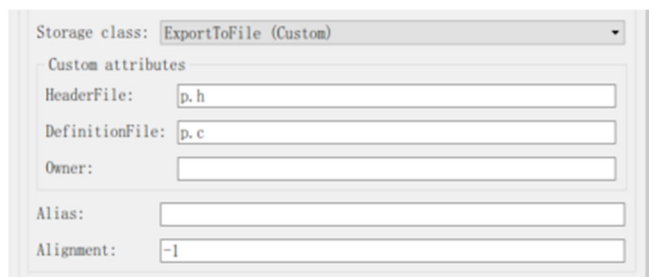 Storage class: ExportToFile (Custom)
Custom attributes
HeaderFile: p.h
DefinitionFile: p.c
Owner:
Alias:
Alignment: -1